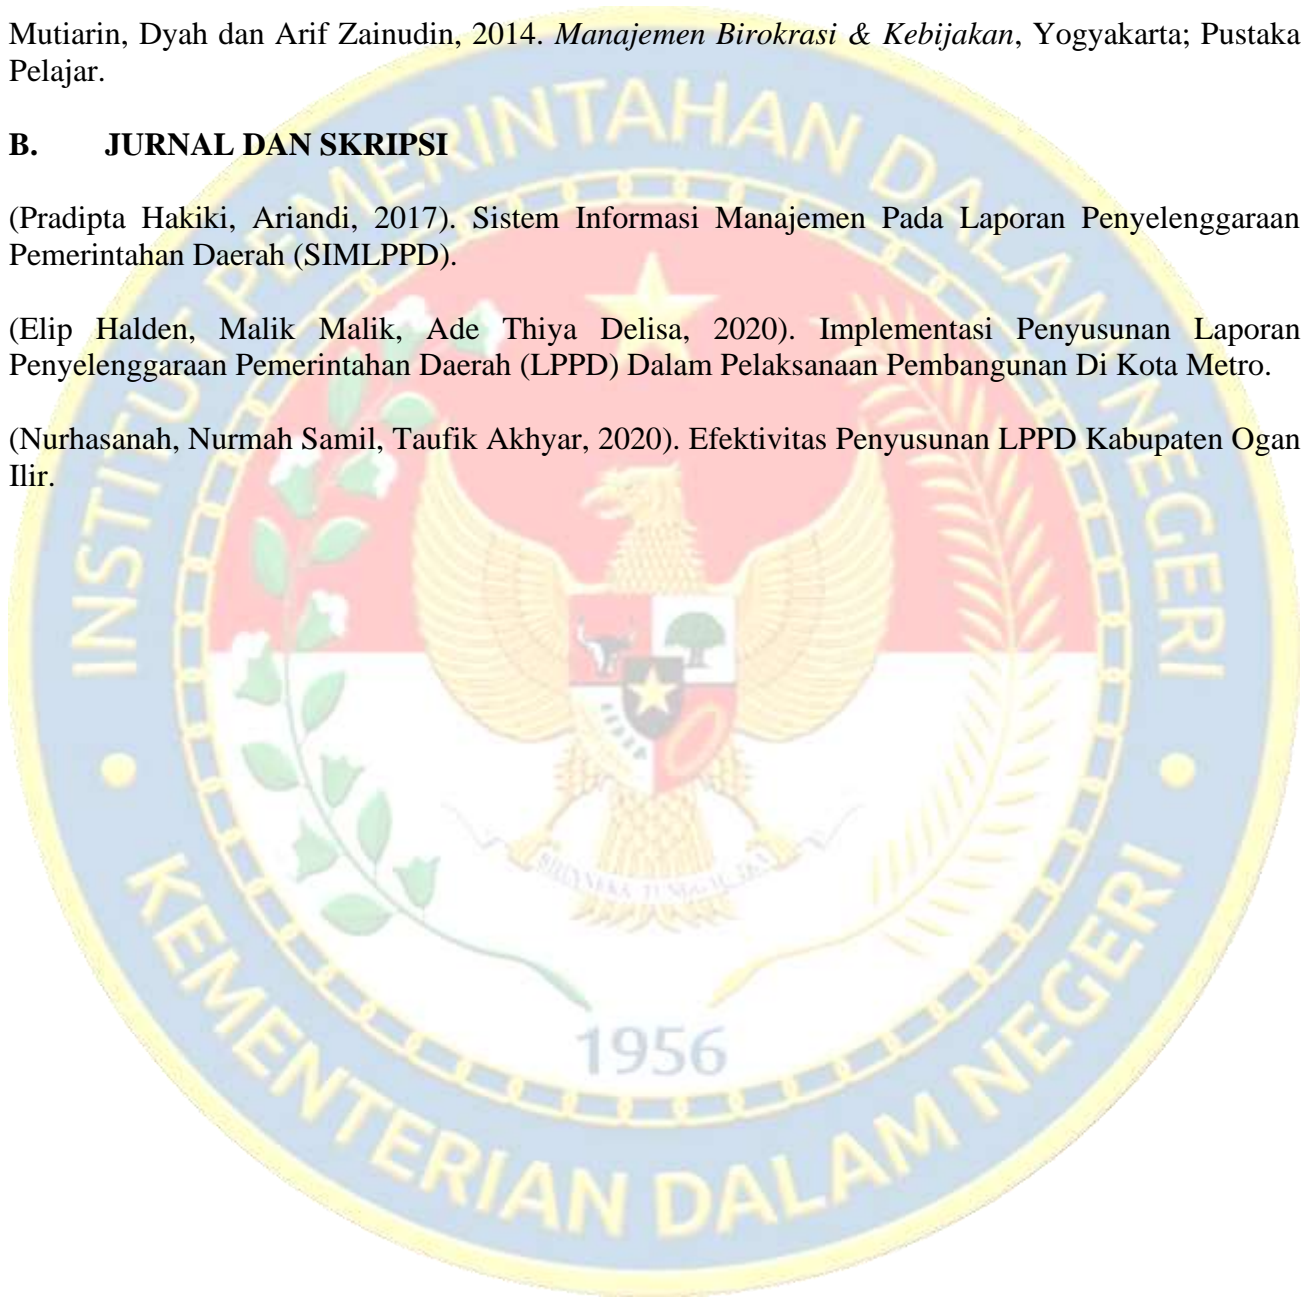 Mutiarin, Dyah dan Arif Zainudin, 2014. Manajemen Birokrasi & Kebijakan, Yogyakarta; Pustaka
Pelajar.
B. JURNAL DAN SKRIPSI
(Pradipta Hakiki, Ariandi, 2017). Sistem Informasi Manajemen Pada Laporan Penyelenggaraan
Pemerintahan Daerah (SIMLPPD).
(Elip Halden, Malik Malik, Ade Thiya Delisa, 2020). Implementasi Penyusunan Laporan
Penyelenggaraan Pemerintahan Daerah (LPPD) Dalam Pelaksanaan Pembangunan Di Kota Metro.
(Nurhasanah, Nurmah Samil, Taufik Akhyar, 2020). Efektivitas Penyusunan LPPD Kabupaten Ogan
Ilir.
INSTITUT PEMERINTAHAN DALAM NEGERI
1956
KEMENTERIAN DALAM NEGERI